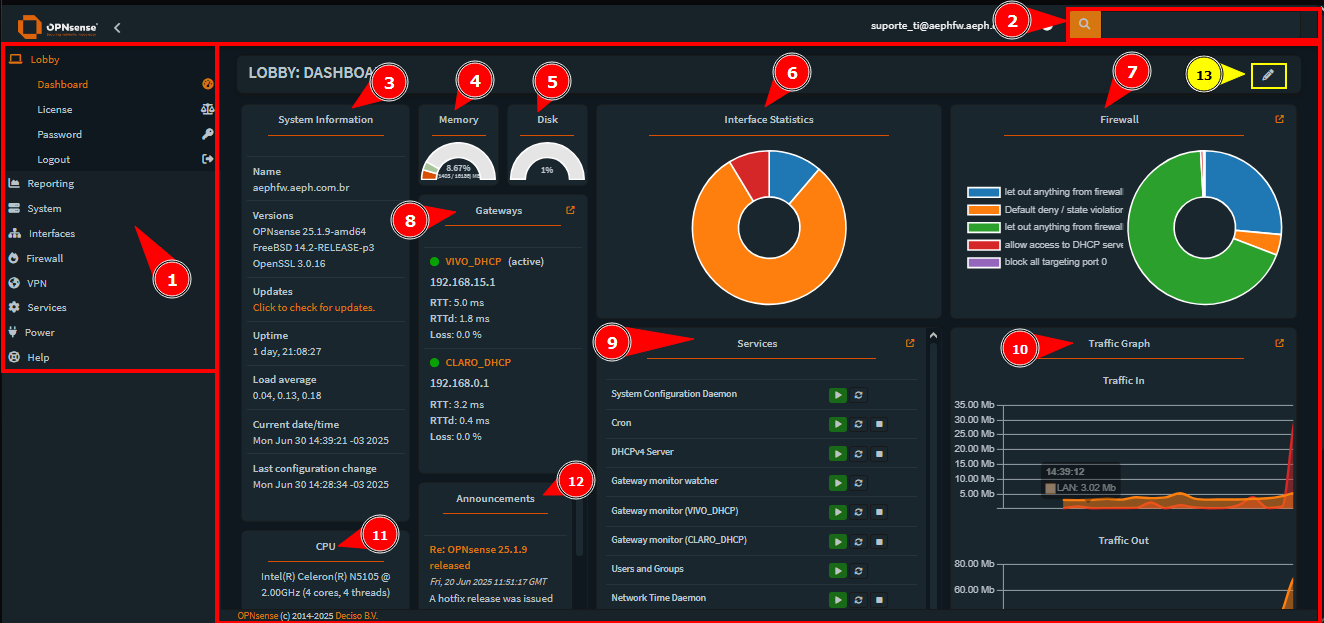 OPNsense
suporte_ti@aephfw.aeph.
2
Lobby
Dashboard
License
Password
Logout
Reporting
System
Interfaces
Firewall
VPN
Services
Power
Help
1
LOBBY: DASHBOA
13
3
System Information
Name
aephfw.aeph.com.br
Versions
OPNsense 25.1.9-amd64
FreeBSD 14.2-RELEASE-p3
OpenSSL 3.0.16
Updates
Click to check for updates.
Uptime
1 day, 21:08:27
Load average
0.04, 0.13, 0.18
Current date/time
Mon Jun 30 14:39:21 -03 2025
Last configuration change
Mon Jun 30 14:28:34 -03 2025
11
CPU
Intel(R) Celeron(R) N5105 @
2.00GHz (4 cores, 4 threads)
4
Memory
8.67%
5
Disk
1%
8
Gateways
VIVO_DHCP (active)
192.168.15.1
RTT: 5.0 ms
RTTd: 1.8 ms
Loss: 0.0 %
CLARO_DHCP
192.168.0.1
RTT: 3.2 ms
RTTd: 0.4 ms
Loss: 0.0 %
12
Announcements
Re: OPNsense 25.1.9
released
Fri, 20 Jun 2025 11:51:17 GMT
A hotfix release was issued
6
Interface Statistics
7
Firewall
let out anything from firewal
Default deny / state violation
let out anything from firewal
allow access to DHCP serve
block all targeting port 0
9
Services
System Configuration Daemon
Cron
DHCPv4 Server
Gateway monitor watcher
Gateway monitor (VIVO_DHCP)
Gateway monitor (CLARO_DHCP)
Users and Groups
Network Time Daemon
10
Traffic Graph
Traffic In
35.00 Mb
30.00 Mb
25.00 Mb
20.00 Mb
15.00 Mb
10.00 Mb
5.00 Mb
14:39:12
LAN: 3.02 Mb
Traffic Out
80.00 Mb
60.00 Mb
OPNsense (c) 2014-2025 Deciso B.V.